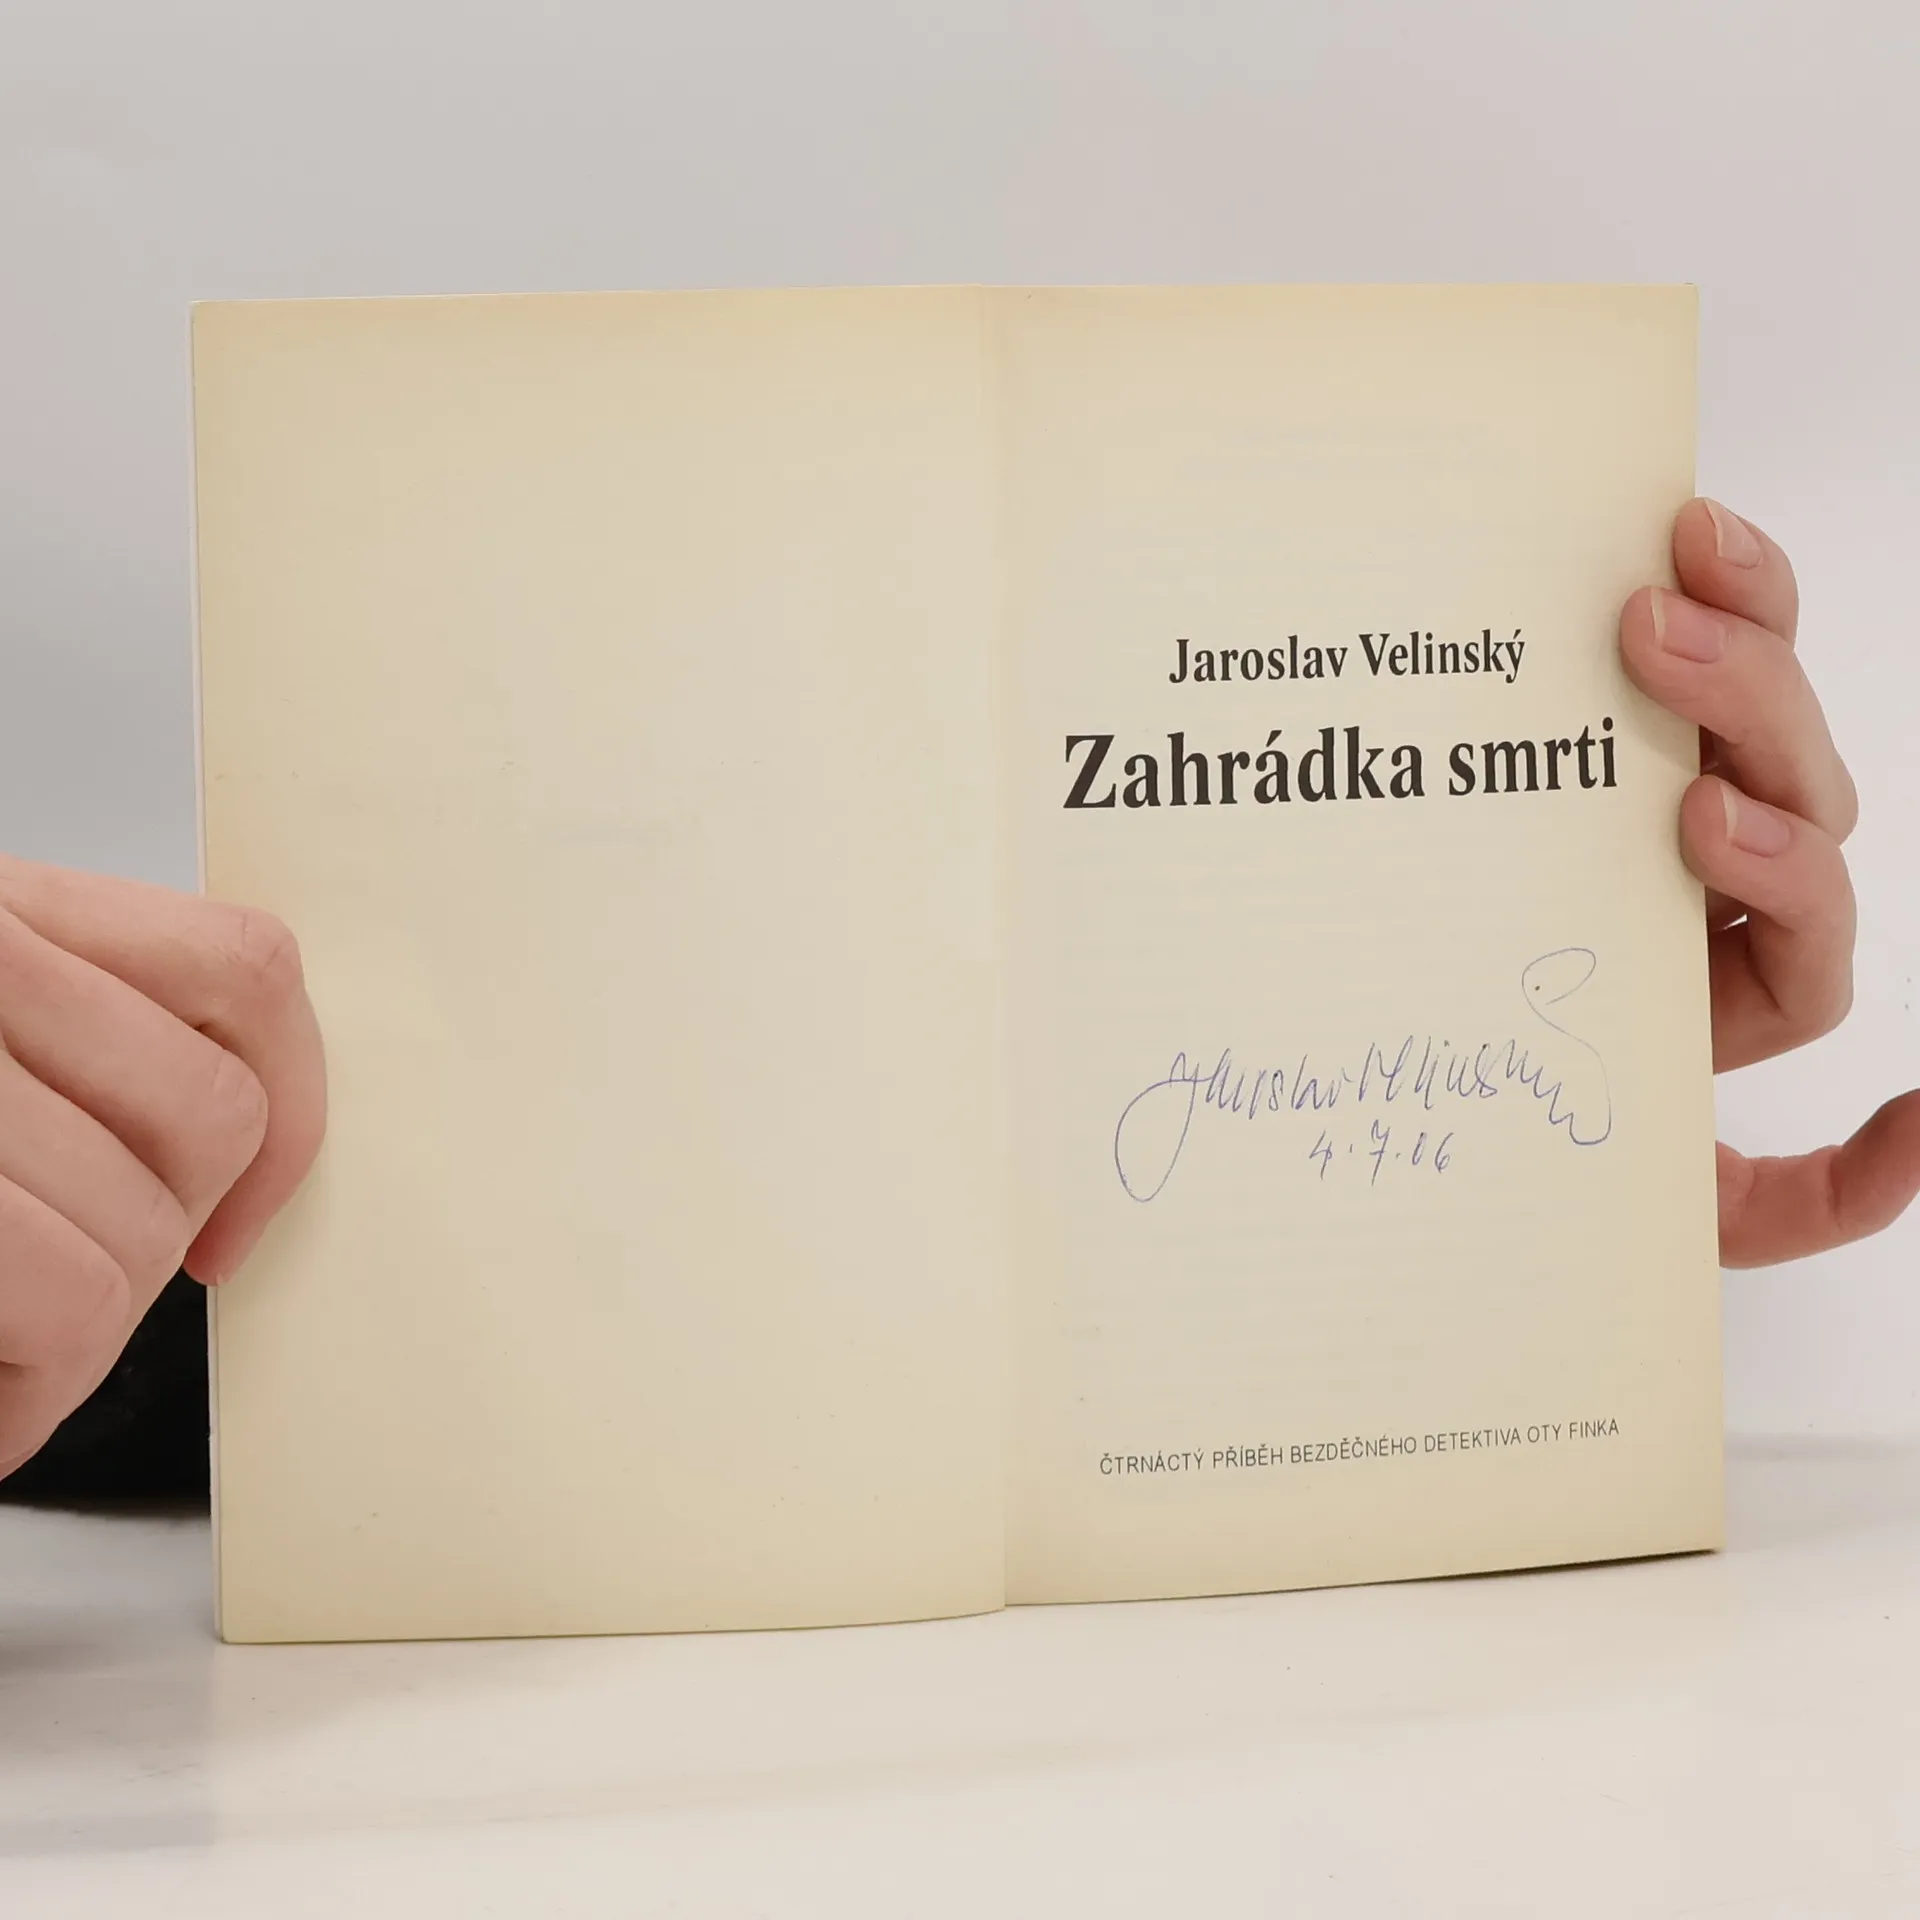 Jaroslav Velinský
Zahrádka smrti
Jaroslav Velinský
4.7.06
ČTRNÁCTÝ PŘÍBĚH BEZDĚČNÉHO DETEKTIVA OTY FINKA